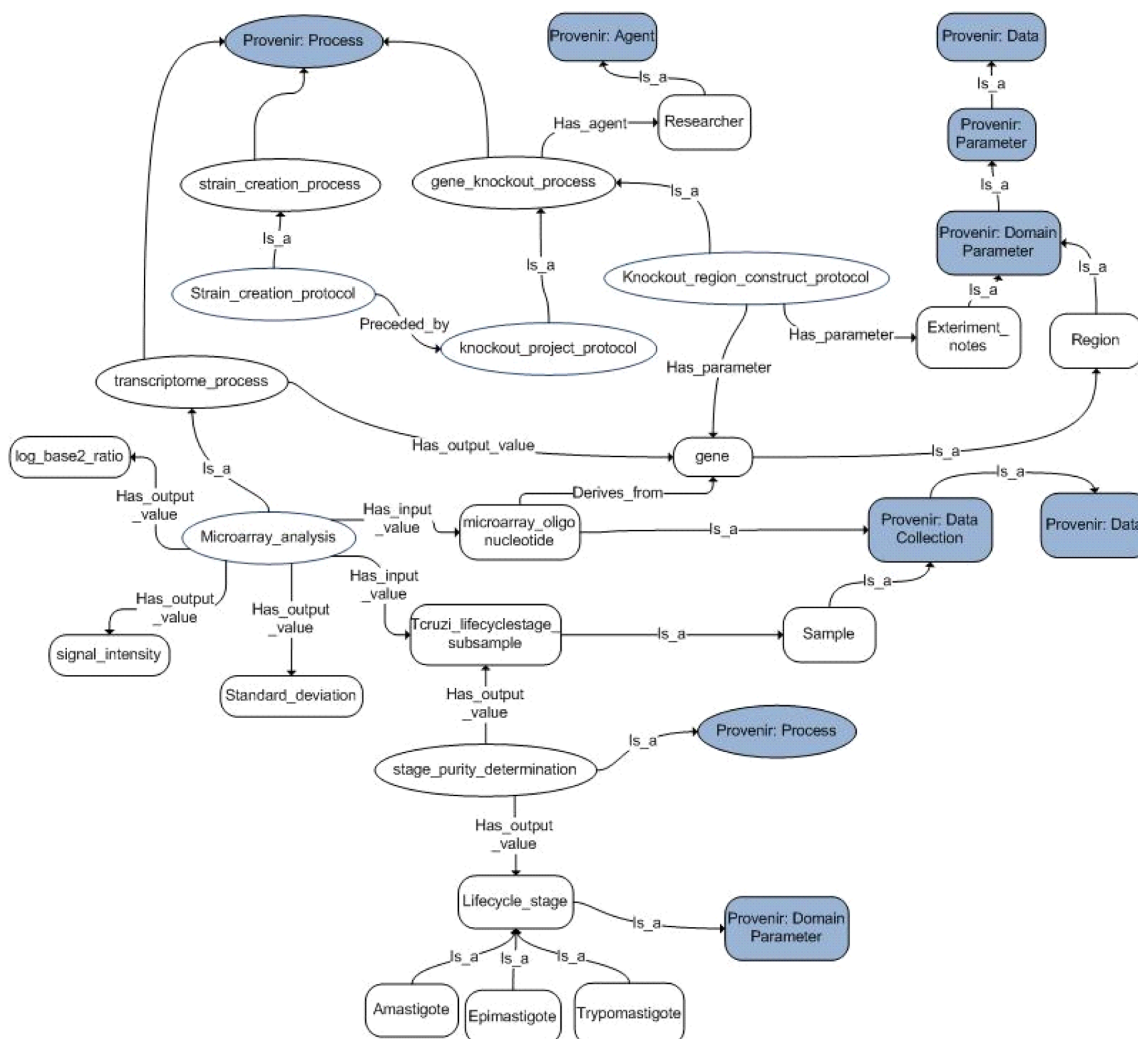 Provenir: Process
Provenir: Agent
Provenir: Data
Is_a
Is_a
Researcher
Has_agent
Provenir:
Parameter
strain_creation_process
gene_knockout_process
Is_a
Is_a
Is_a
Is_a
Provenir: Domain
Parameter
Is_a
Knockout_region_construct_protocol
Is_a
Is_a
Strain_creation_protocol
Preceded_by
Has_parameter
Exteriment_
notes
Region
knockout_project_protocol
Has_parameter
transcriptome_process
Has_output_value
gene
Is_a
log_base2_ratio
Is_a
Is_a
Has_output
_value
Derives_from
Has_input
_value
microarray_oligo
nucleotide
Is_a
Provenir: Data
Collection
Provenir: Data
Microarray_analysis
Has_input
_value
Is_a
Has_output
_value
Has_output
_value
Tcruzi_lifecyclestage_
subsample
Is_a
Sample
signal_intensity
Standard_deviation
Has_output
_value
Provenir: Process
Is_a
stage_purity_determination
Has_output
_value
Lifecycle_stage
Is_a
Provenir: Domain
Parameter
Is_a
Is_a
Is_a
Amastigote
Epimastigote
Trypomastigote